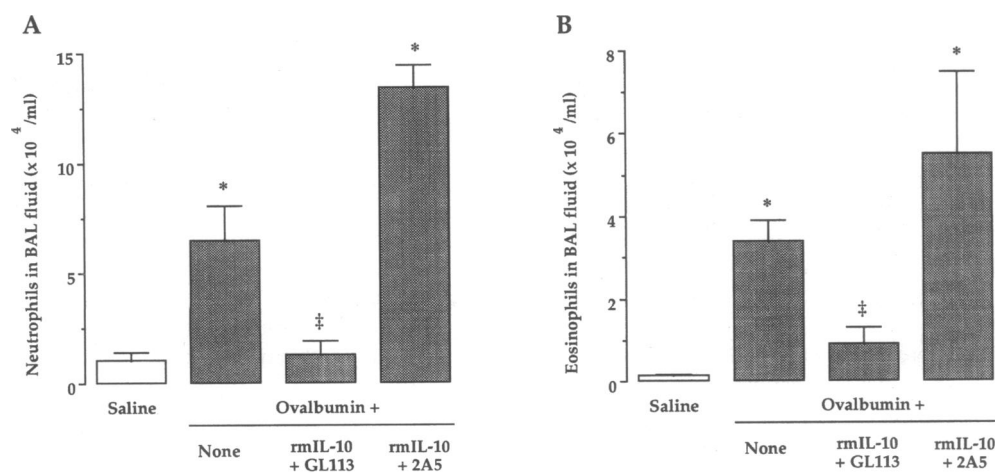 A
Neutrophils in BAL fluid (x 10 4 /ml)
15
10
5
0
*
‡
*
Saline
Ovalbumin +
None
rmIL-10
+ GL113
rmIL-10
+ 2A5
B
Eosinophils in BAL fluid (x 10 4 /ml)
8
6
4
2
0
*
‡
*
Saline
Ovalbumin +
None
rmIL-10
+ GL113
rmIL-10
+ 2A5